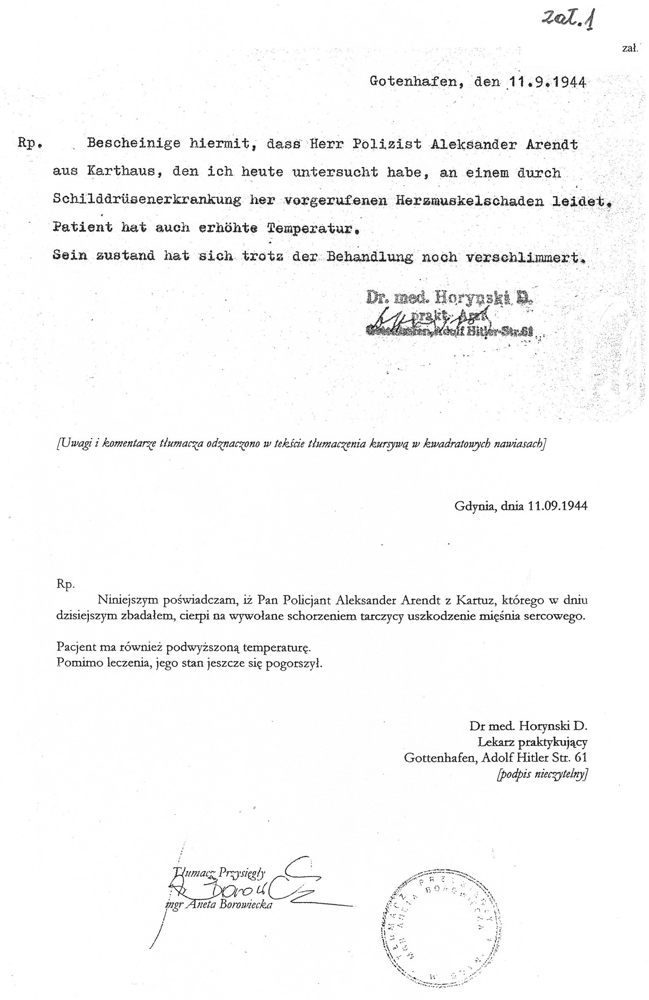 zał. 1
zał.
Gotenhafen, den 11.9.1944
Rp. Bescheinige hiermit, dass Herr Polizist Aleksander Arendt
aus Karthaus, den ich heute untersucht habe, an einem durch
Schilddrüsenerkrankung her vorgerufenen Herzmuskelschaden leidet.
Patient hat auch erhöhte Temperatur.
Sein zustand hat sich trotz der Behandlung noch verschlimmert.
Dr. med. Horynski D.
prakt. Arzt
Gotenhafen, Adolf Hitler-Str. 61
[Uwagi i komentarze tłumacza odznaczono w tekście tłumaczenia kursywą w kwadratowych nawiasach]
Gdynia, dnia 11.09.1944
Rp.
Niniejszym poświadczam, iż Pan Policjant Aleksander Arendt z Kartuz, którego w dniu
dzisiejszym zbadałem, cierpi na wywołane schorzeniem tarczycy uszkodzenie mięśnia sercowego.
Pacjent ma również podwyższoną temperaturę.
Pomimo leczenia, jego stan jeszcze się pogorszył.
Dr med. Horynski D.
Lekarz praktykujący
Gottenhafen, Adolf Hitler Str. 61
[podpis nieczytelny]
Tłumacz Przysięgły
mgr Aneta Borowiecka
TŁUMACZ PRZYSIĘGŁY
MGR ANETA BOROWIECKA